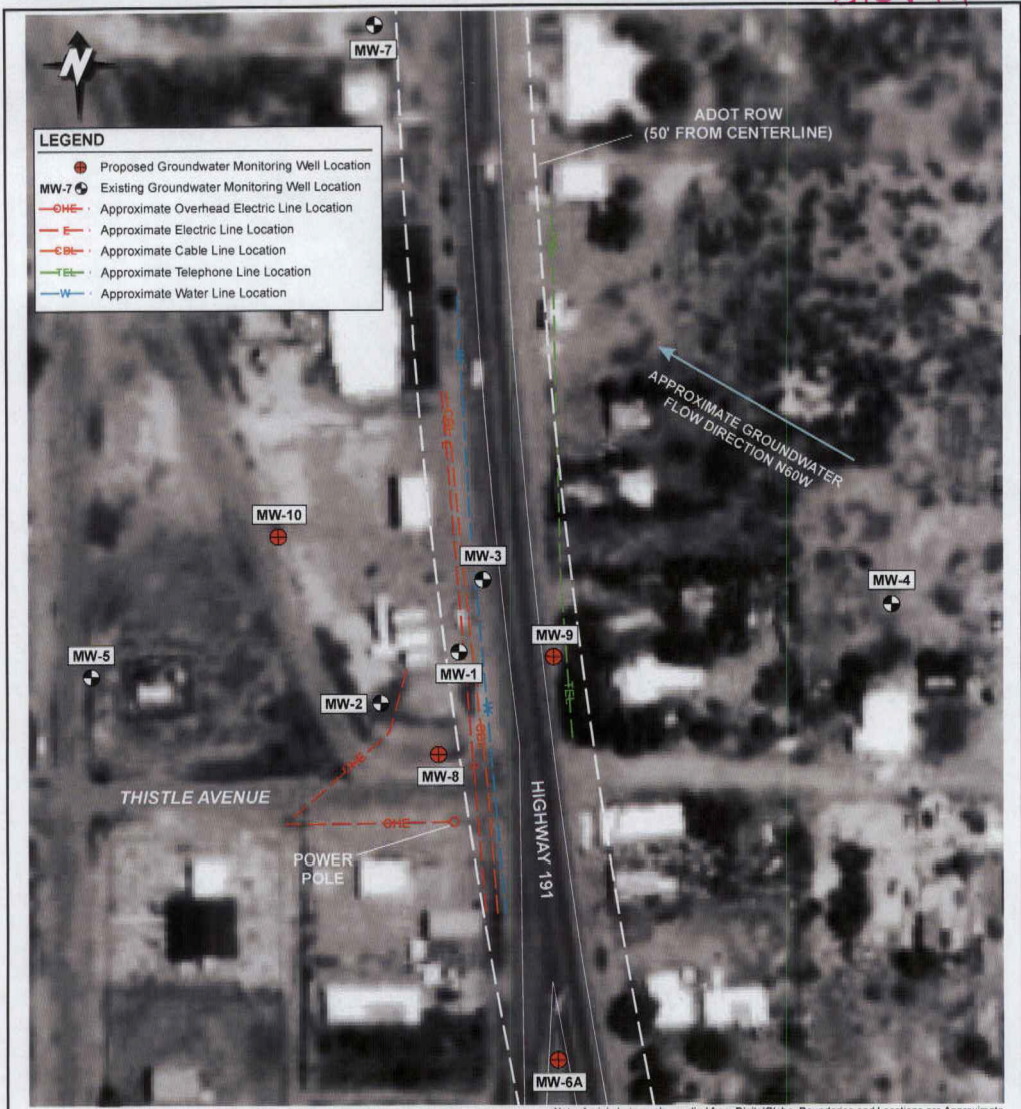 MW-7
N
ADOT ROW
(50' FROM CENTERLINE)
LEGEND
Proposed Groundwater Monitoring Well Location
MW-7 Existing Groundwater Monitoring Well Location
OHE Approximate Overhead Electric Line Location
E Approximate Electric Line Location
CBL Approximate Cable Line Location
TEL Approximate Telephone Line Location
W Approximate Water Line Location
APPROXIMATE GROUNDWATER
FLOW DIRECTION N60W
MW-10
MW-3
MW-4
MW-9
MW-5
MW-1
MW-2
TEL
W
OHE
MW-8
THISTLE AVENUE
HIGHWAY 191
OHE
POWER
POLE
MW-6A